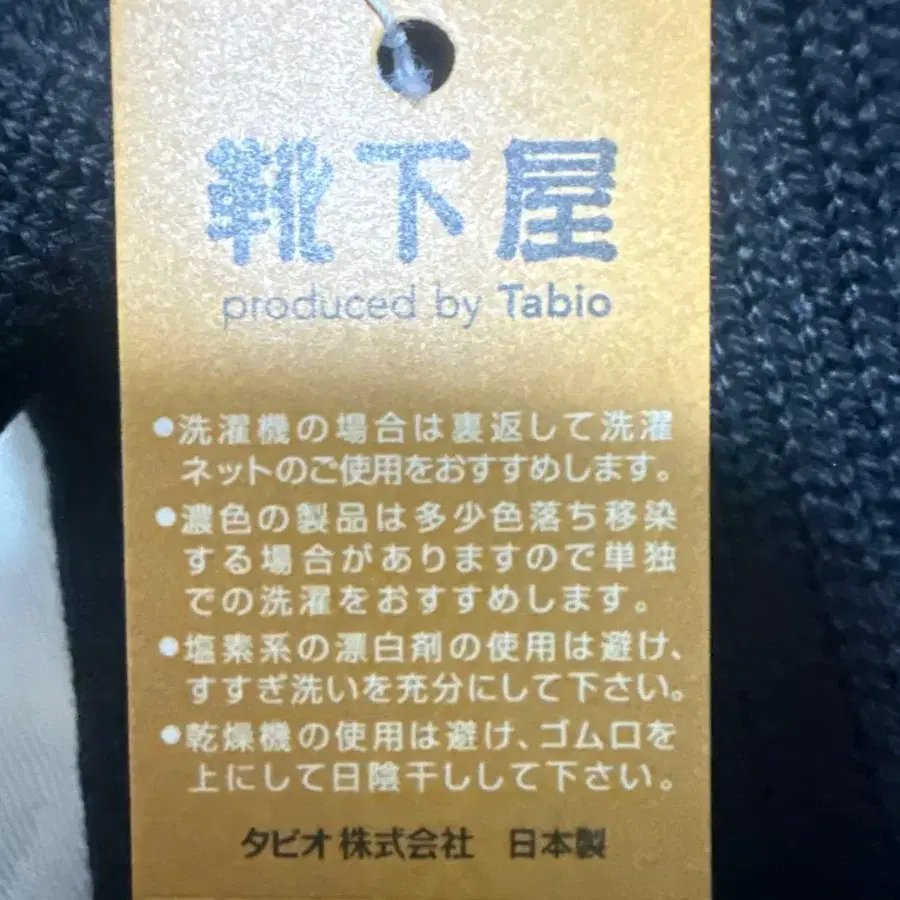 靴下屋
produced by Tabio
●洗濯機の場合は裏返して洗濯
ネットのご使用をおすすめします。
●濃色の製品は多少色落ち移染
する場合がありますので単独
での洗濯をおすすめします。
●塩素系の漂白剤の使用は避け、
すすぎ洗いを充分にして下さい。
●乾燥機の使用は避け、ゴム口を
上にして日陰干しして下さい。
タビオ株式会社 日本製